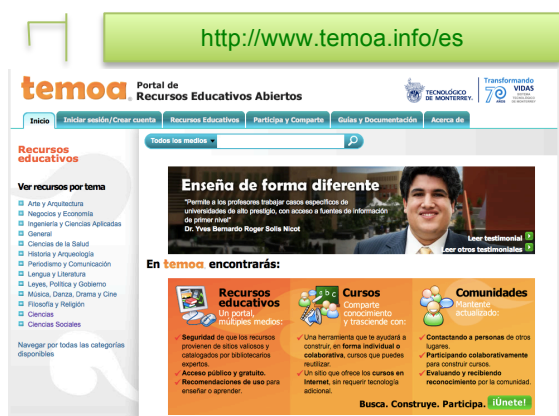 http://www.temoa.info/es
temoa. Portal de
Recursos Educativos Abiertos
TECNOLÓGICO
DE MONTERREY.
Transformando
VIDAS
70
AÑOS
Inicio
Iniciar sesión/Crear cuenta
Recursos Educativos
Participa y Comparte
Guías y Documentación
Acerca de
Todos los medios
Recursos
educativos
Ver recursos por tema
Arte y Arquitectura
Negocios y Economía
Ingeniería y Ciencias Aplicadas
General
Ciencias de la Salud
Historia y Arqueología
Periodismo y Comunicación
Lengua y Literatura
Leyes, Política y Gobierno
Música, Danza, Drama y Cine
Filosofía y Religión
Ciencias
Ciencias Sociales
Navegar por todas las categorías
disponibles
Enseña de forma diferente
"Permite a los profesores trabajar casos específicos de
universidades de alto prestigio, con acceso a fuentes de información
de primer nivel"
Dr. Yves Bernardo Roger Solis Nicot
Leer testimonial
Leer otros testimoniales
En temoa. encontrarás:
Recursos
educativos
Un portal,
múltiples medios:
Seguridad de que los recursos
provienen de sitios valiosos y
catalogados por bibliotecarios
expertos.
Acceso público y gratuito.
Recomendaciones de uso para
enseñar o aprender.
a b c
Cursos
Comparte
conocimiento
y trasciende con:
Una herramienta que te ayudará a
construir, en forma individual o
colaborativa, cursos que puedes
reutilizar.
Un sitio que ofrece los cursos en
Internet, sin requerir tecnología
adicional.
Comunidades
Mantente
actualizado:
Contactando a personas de otros
lugares.
Participando colaborativamente
para construir cursos.
Evaluando y recibiendo
reconocimiento por la comunidad.
Busca. Construye. Participa. ¡Únete!